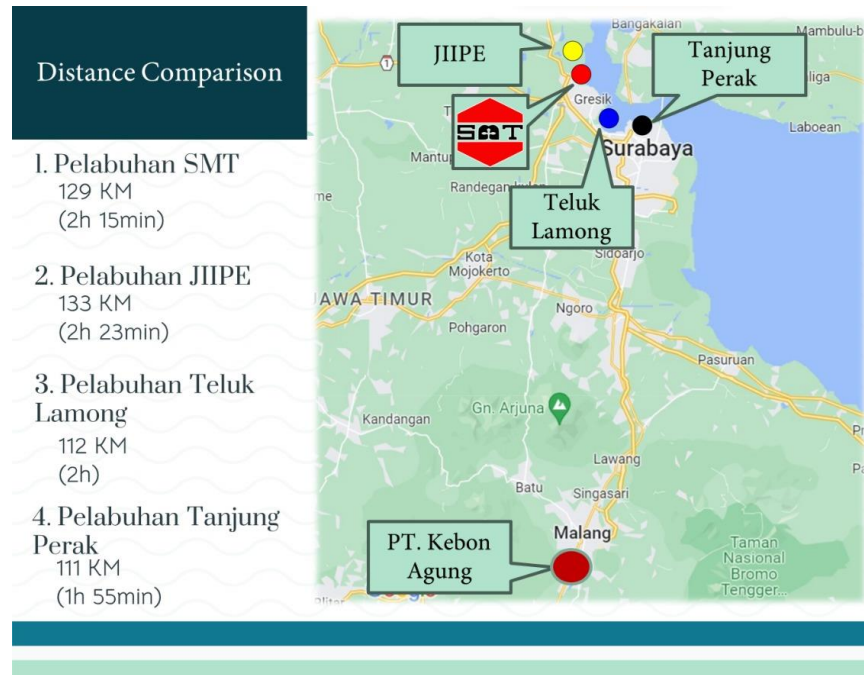 Distance Comparison
1. Pelabuhan SMT
129 KM
(2h 15min)
2. Pelabuhan JIIPE
133 KM
(2h 23min)
3. Pelabuhan Teluk
Lamong
112 KM
(2h)
4. Pelabuhan Tanjung
Perak
111 KM
(1h 55min)
Bangakalan
Mambulu-b
JIIPE
Tanjung
Perak
1
Gresik
Laboean
SMT
Surabaya
Mantup
Randegan
Teluk
Lamong
Sidoarjo
Kota
Mojokerto
JAWA TIMUR
Ngoro
Pohgaron
Pasuruan
Gn. Arjuna
Kandangan
Lawang
Batu
Singasari
Malang
PT. Kebon
Agung
Taman
Nasional
Bromo
Tengger...